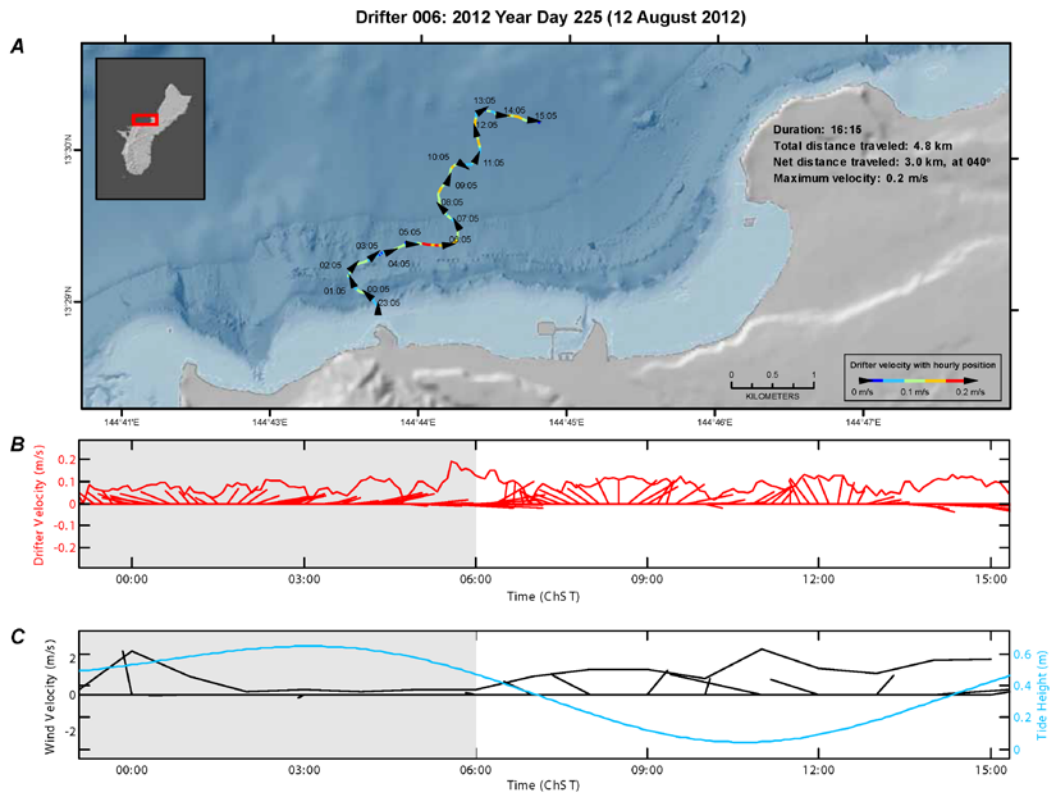 Drifter 006: 2012 Year Day 225 (12 August 2012)
A
13°30'N
13°29'N
13:05
14:05
15:05
12:05
10:05
11:05
09:05
08:05
07:05
05:05
06:05
03:05
04:05
02:05
01:05
00:05
23:05
Duration: 16:15
Total distance traveled: 4.8 km
Net distance traveled: 3.0 km, at 040°
Maximum velocity: 0.2 m/s
0 0.5 1
KILOMETERS
Drifter velocity with hourly position
0 m/s 0.1 m/s 0.2 m/s
144°41'E 144°43'E 144°44'E 144°45'E 144°46'E 144°47'E
B
Drifter Velocity (m/s)
0.2
0.1
0
-0.1
-0.2
00:00 03:00 06:00 09:00 12:00 15:00
Time (ChST)
C
Wind Velocity (m/s)
2
0
-2
0.6
0.4
0.2
0
Tide Height (m)
00:00 03:00 06:00 09:00 12:00 15:00
Time (ChST)